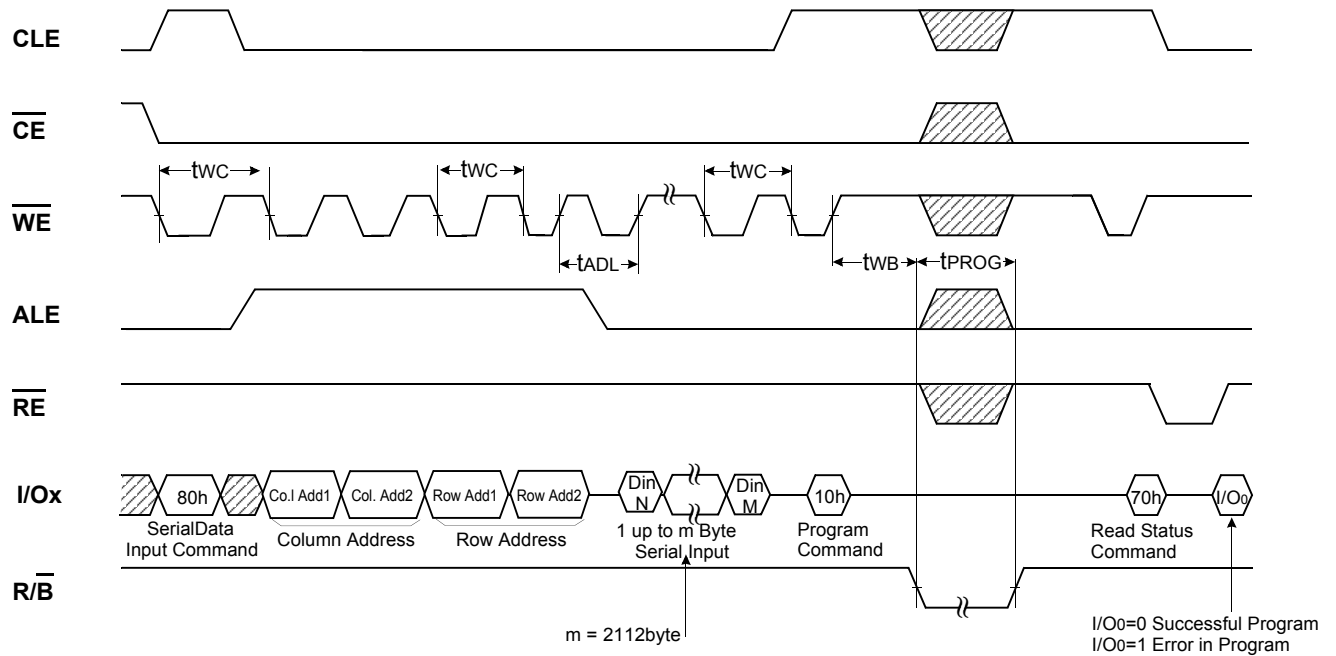 CLE
CE
tWC
tWC
tWC
WE
tADL
tWB
tPROG
ALE
RE
I/Ox
80h
Co.l Add1
Col. Add2
Row Add1
Row Add2
Din N
Din M
10h
70h
I/O0
SerialData Input Command
Column Address
Row Address
1 up to m Byte Serial Input
Program Command
Read Status Command
R/B
m = 2112byte
I/O0=0 Successful Program
I/O0=1 Error in Program